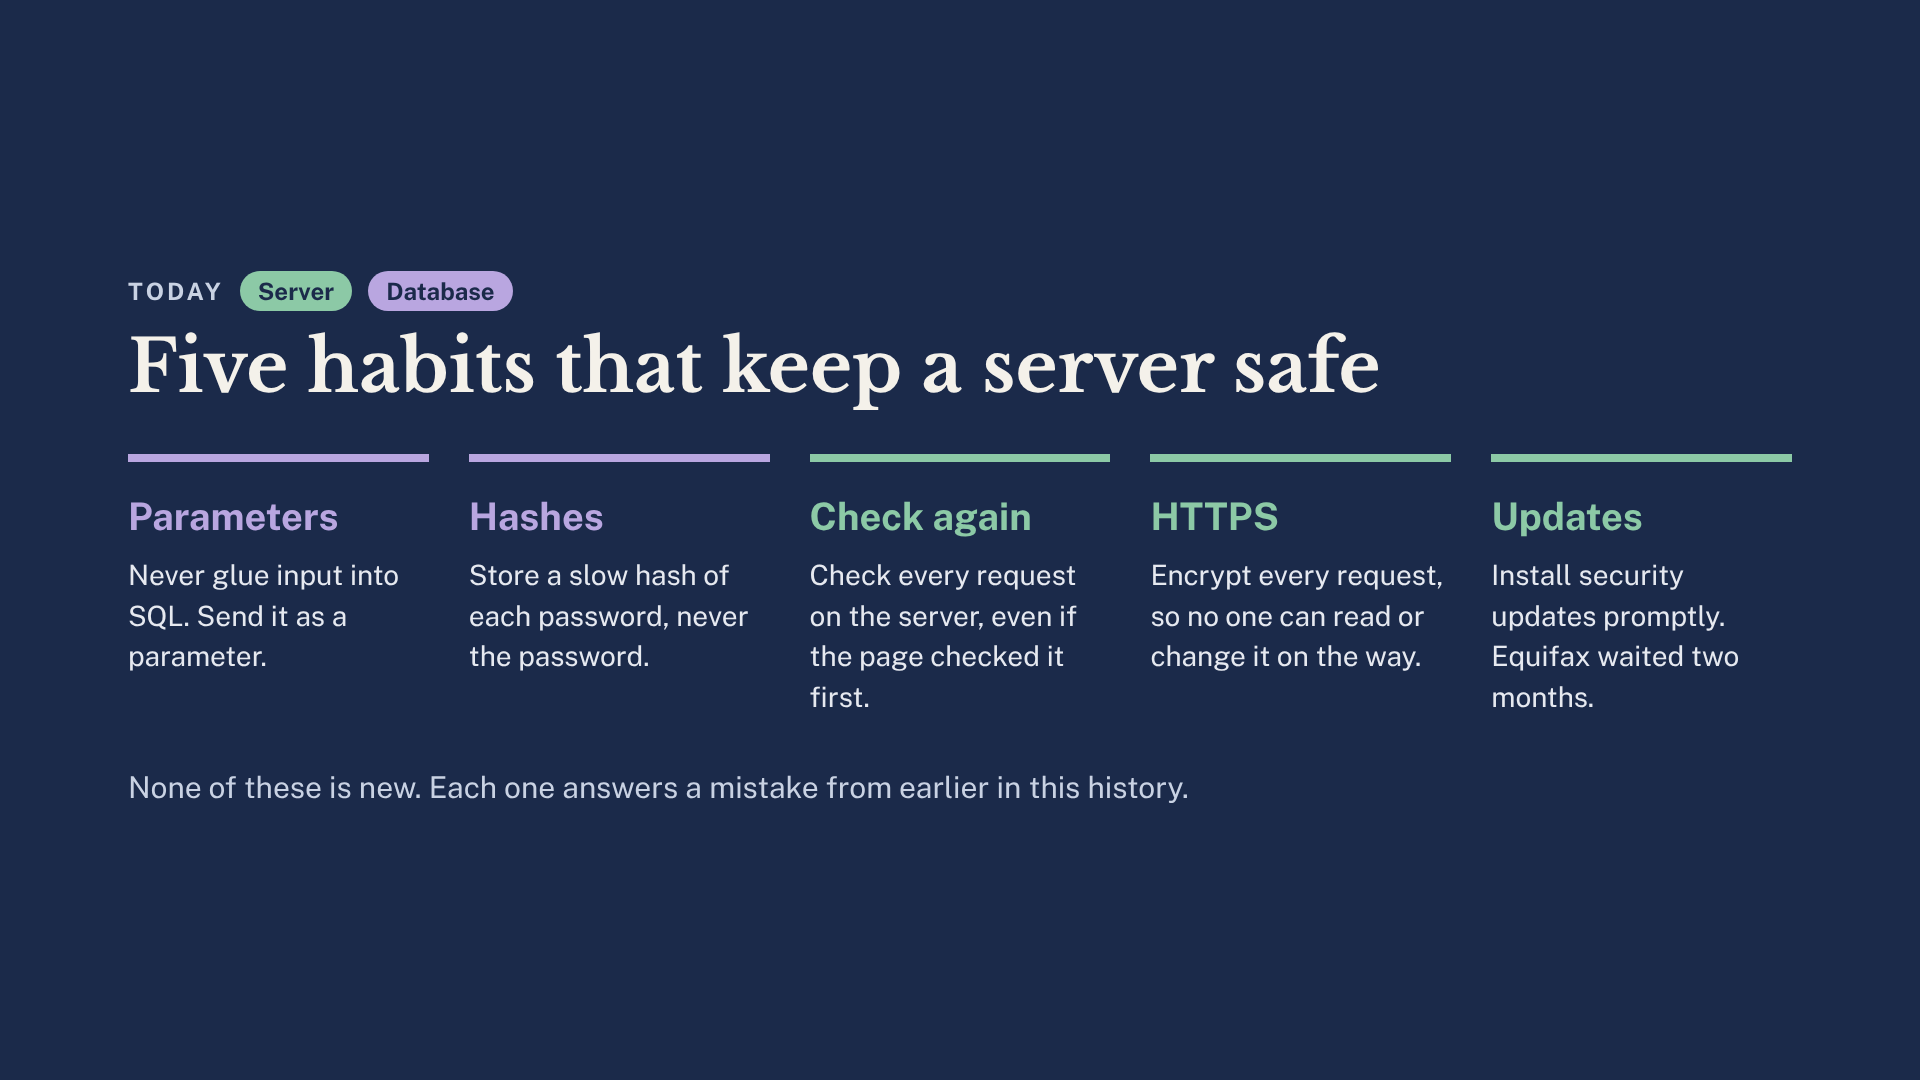 TODAY Server Database
Five habits that keep a server safe
Parameters
Never glue input into
SQL. Send it as a
parameter.
Hashes
Store a slow hash of
each password, never
the password.
Check again
Check every request
on the server, even if
the page checked it
first.
HTTPS
Encrypt every request,
so no one can read or
change it on the way.
Updates
Install security
updates promptly.
Equifax waited two
months.
None of these is new. Each one answers a mistake from earlier in this history.